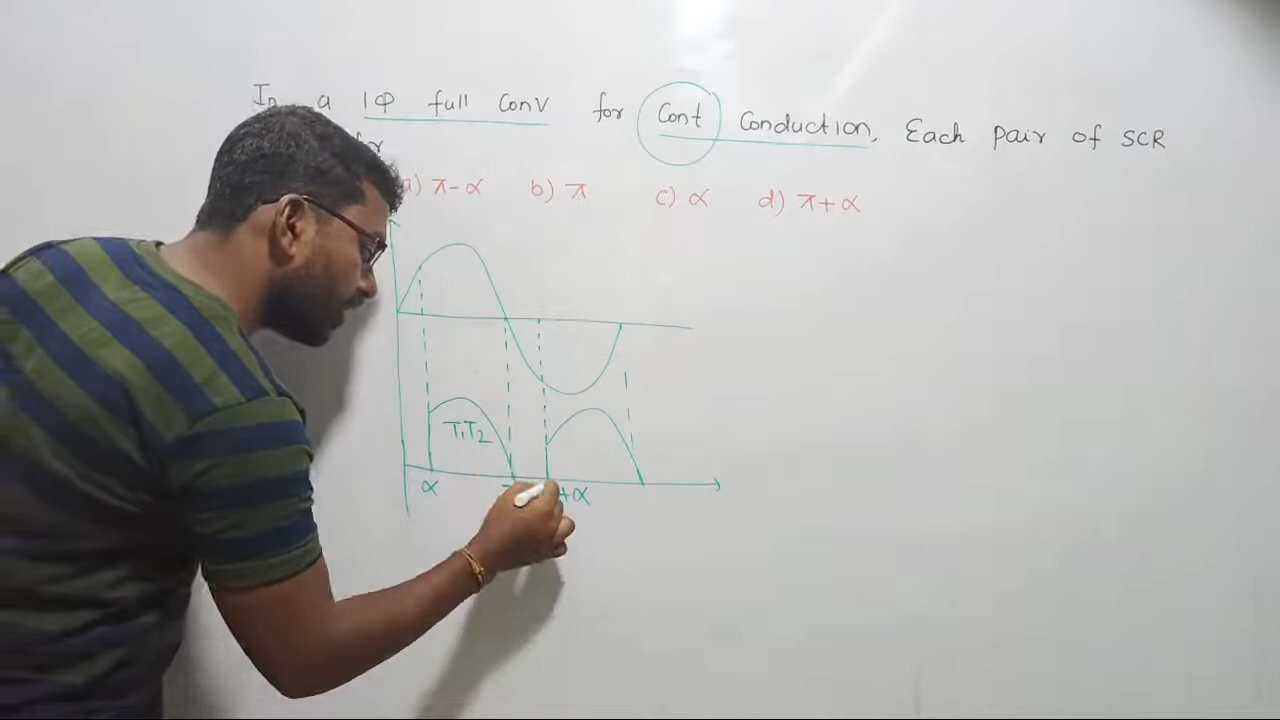 In a 1Φ full Conv for Cont Conduction, Each pair of SCR
a) π-α b) π c) α d) π+α
T1T2
α +α